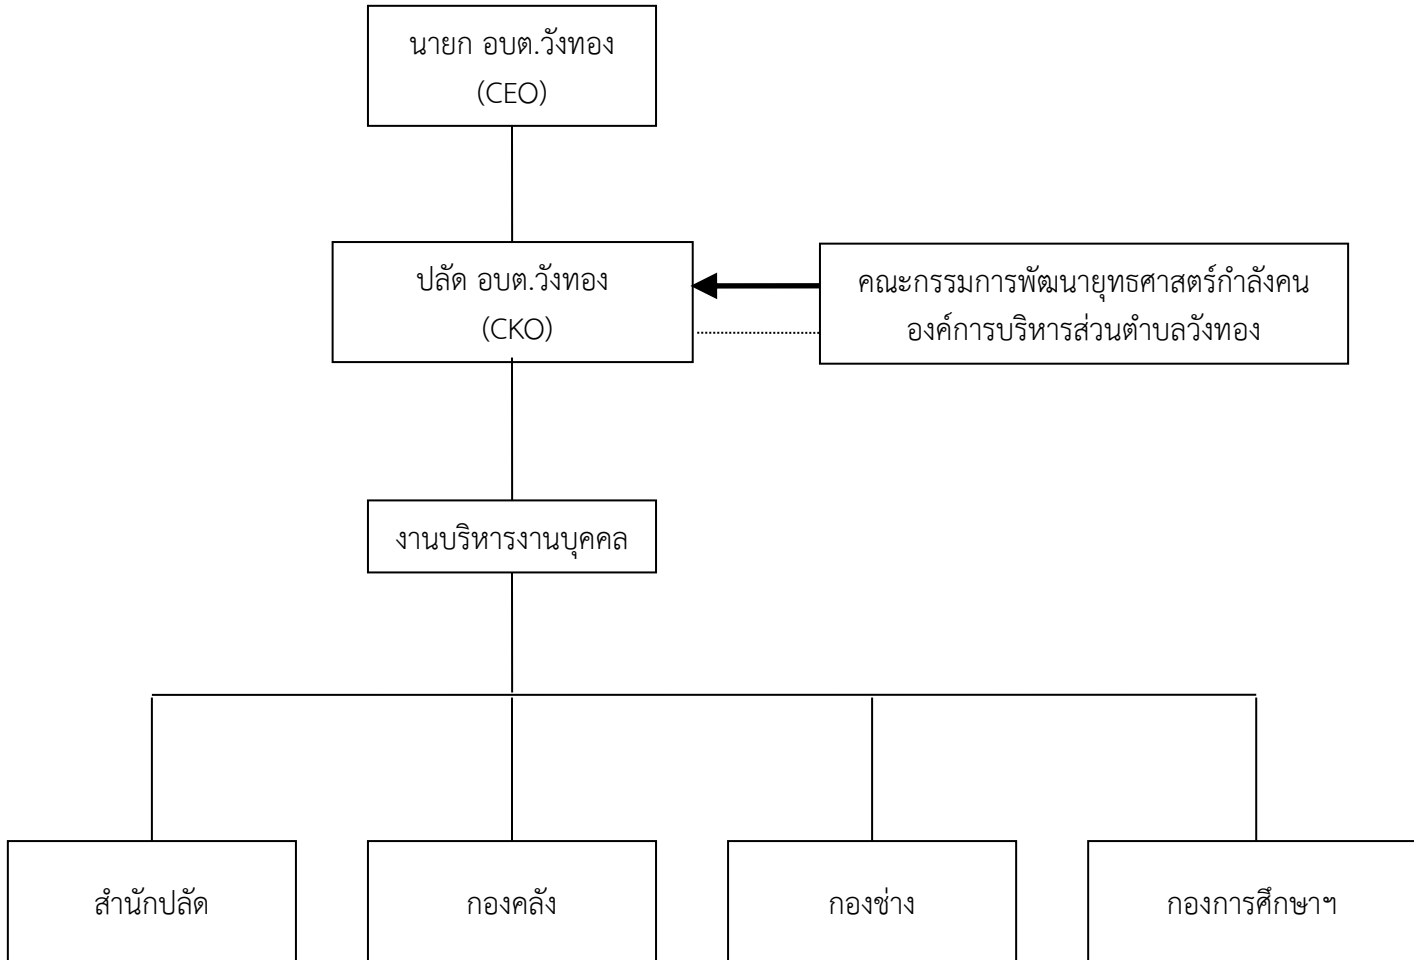 นายก อบต.วังทอง
(CEO)
ปลัด อบต.วังทอง
(CKO)
คณะกรรมการพัฒนายุทธศาสตร์กำลังคน
องค์การบริหารส่วนตำบลวังทอง
งานบริหารงานบุคคล
สำนักปลัด
กองคลัง
กองช่าง
กองการศึกษาฯ